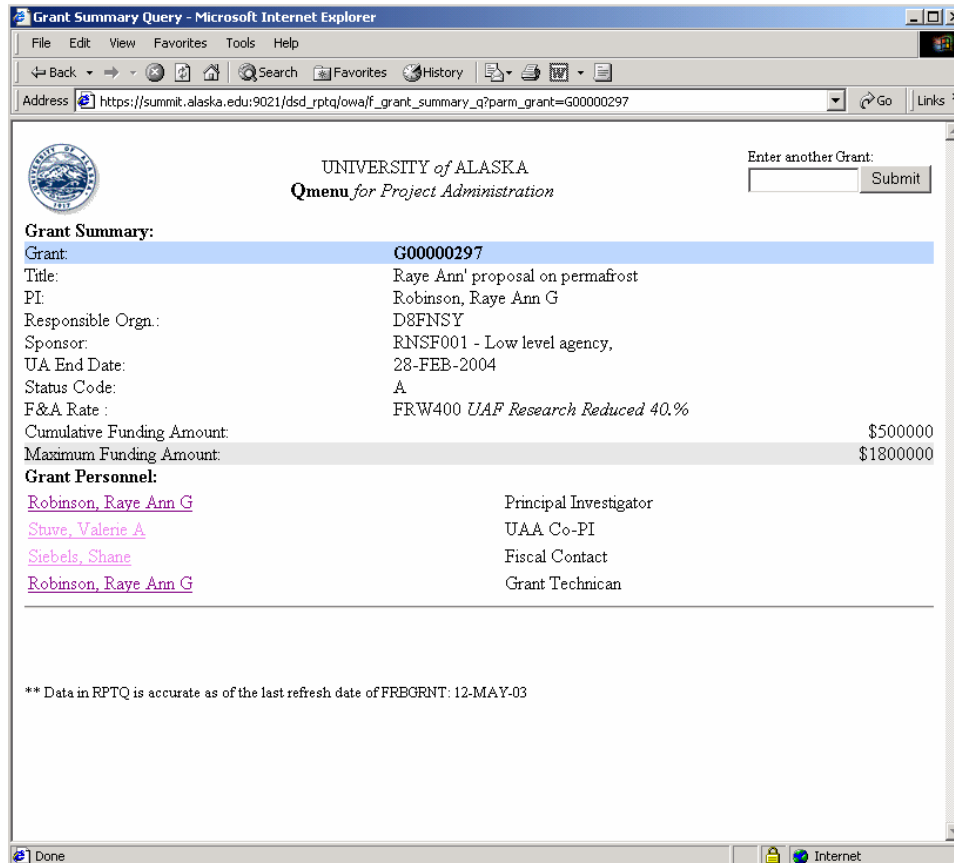 Grant Summary Query - Microsoft Internet Explorer
File Edit View Favorites Tools Help
Back Search Favorites History
Address https://summit.alaska.edu:9021/dsd_rptq/owa/f_grant_summary_q?parm_grant=G00000297 Go Links
UNIVERSITY of ALASKA
Qmenu for Project Administration
Enter another Grant:
Submit
Grant Summary:
Grant: G00000297
Title: Raye Ann' proposal on permafrost
PI: Robinson, Raye Ann G
Responsible Orgn.: D8FNSY
Sponsor: RNSF001 - Low level agency,
UA End Date: 28-FEB-2004
Status Code: A
F&A Rate : FRW400 UAF Research Reduced 40.%
Cumulative Funding Amount: $500000
Maximum Funding Amount: $1800000
Grant Personnel:
Robinson, Raye Ann G Principal Investigator
Stuve, Valerie A UAA Co-PI
Siebels, Shane Fiscal Contact
Robinson, Raye Ann G Grant Technican
** Data in RPTQ is accurate as of the last refresh date of FRBGRNT: 12-MAY-03
Done Internet